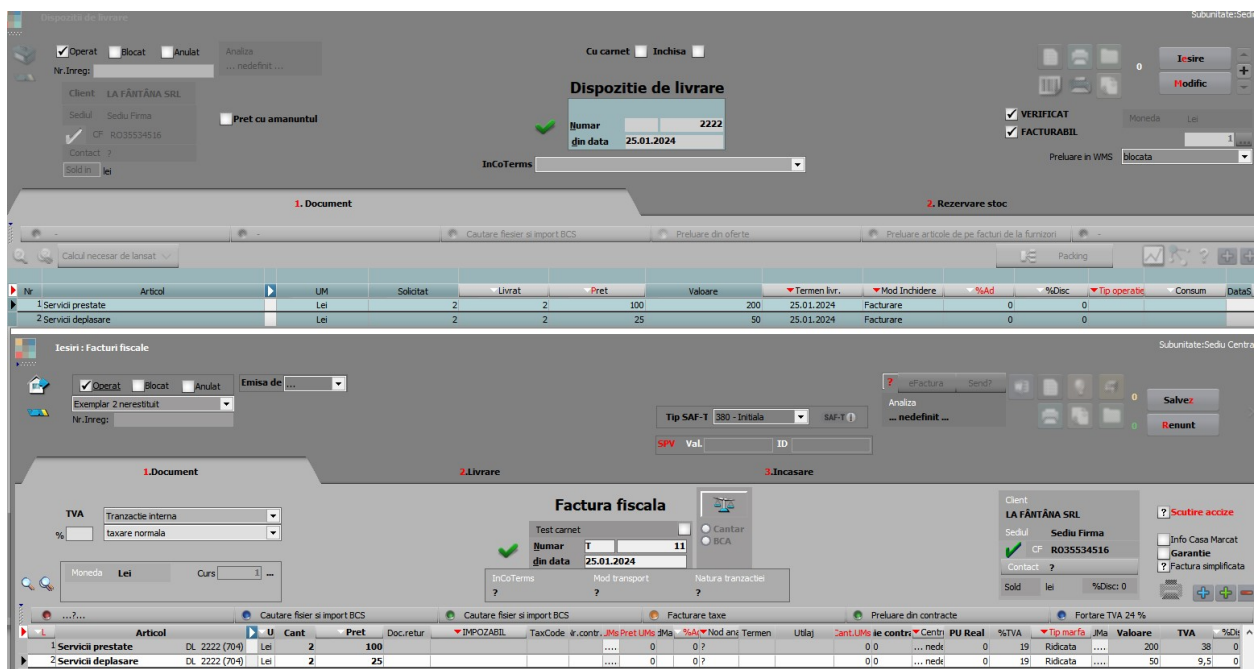 Dispozitii de livrare
Subunitate:Sedi
Operat Blocat Anulat
Analiza
... nedefinit ...
Nr.Inreg:
Cu carnet Inchisa
0
Iesire
Modific
Client LA FÂNTÂNA SRL
Sediul Sediu Firma
CF RO35534516
Contact ?
Sold in lei
Pret cu amanuntul
Dispozitie de livrare
Numar 2222
din data 25.01.2024
InCoTerms
VERIFICAT
FACTURABIL
Moneda Lei
1 ....
Preluare in WMS blocata
1. Document 2. Rezervare stoc
- - Cautare fiesier si import BCS Preluare din oferte Preluare articole de pe facturi de la furnizori -
Calcul necesar de lansat Packing
Nr Articol UM Solicitat Livrat Pret Valoare Termen livr. Mod Inchidere %Ad %Disc Tip operatie Consum DataS
1 Servicii prestate Lei 2 2 100 200 25.01.2024 Facturare 0 0
2 Servicii deplasare Lei 2 2 25 50 25.01.2024 Facturare 0 0
Iesiri : Facturi fiscale
Subunitate:Sediu Centra
Operat Blocat Anulat
Emisa de ...
Exemplar 2 nerestituit
Nr.Inreg:
Tip SAF-T 380 - Initiala SAF-T
SPV Val. ID
? eFactura Send?
Analiza
... nedefinit ...
0
0
Salvez
Renunt
1.Document 2.Livrare 3.Incasare
TVA Tranzactie interna
% taxare normala
Moneda Lei Curs 1 ...
Factura fiscala
Test carnet
Numar T 11
din data 25.01.2024
Cantar
BCA
InCoTerms Mod transport Natura tranzactiei
? ? ?
Client
LA FÂNTÂNA SRL
Sediul Sediu Firma
CF RO35534516
Contact ?
Sold lei %Disc: 0
? Scutire accize
Info Casa Marcat
Garantie
? Factura simplificata
...?... Cautare fisier si import BCS Cautare fisier si import BCS Facturare taxe Preluare din contracte Fortare TVA 24 %
L Articol U Cant Pret Doc.retur IMPOZABIL TaxCode Termen Utilaj PU Real %TVA Tip marfa JMa Valoare TVA
1 Servicii prestate DL 2222 (704) Lei 2 100 .... 0 0 ? 0 0 ... nede 0 19 Ridicata .... 200 38 0
2 Servicii deplasare DL 2222 (704) Lei 2 25 .... 0 0 ? 0 0 ... nede 0 19 Ridicata .... 50 9,5 0